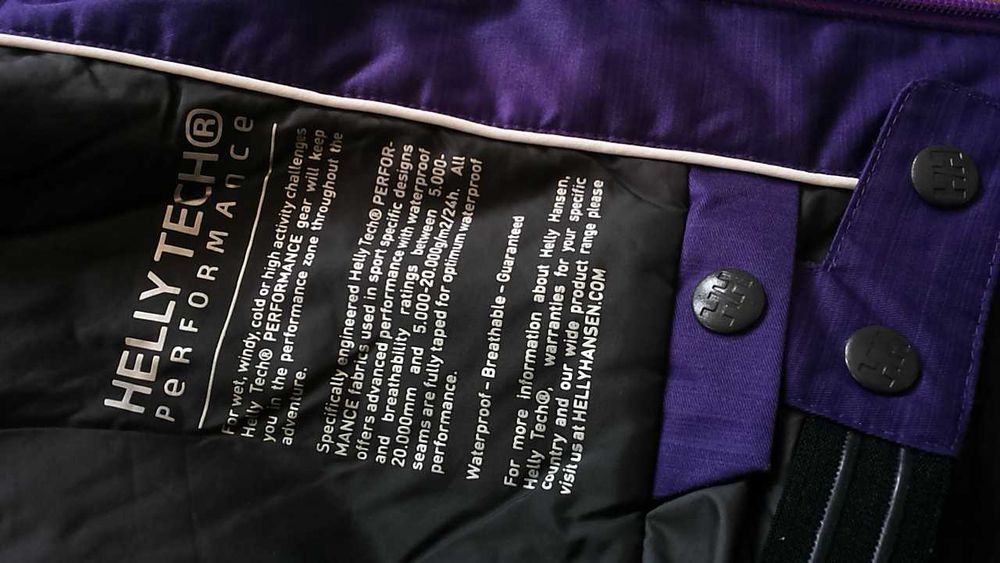 HELLY TECH®
PERFORMANCE
For wet, windy, cold or high activity challenges
Helly Tech® PERFORMANCE gear will keep
you in the performance zone throughout the
adventure.
Specifically engineered Helly Tech® PERFOR-
MANCE fabrics used in sport specific designs
offers advanced performance with waterproof
and breathability ratings between 5.000-
20.000mm and 5.000-20.000g/m2/24h. All
seams are fully taped for optimum waterproof
performance.
Waterproof - Breathable - Guaranteed
For more information about Helly Hansen,
Helly Tech®, warranties for your specific
country and our wide product range please
visit us at HELLYHANSEN.COM
HH
HH
HH